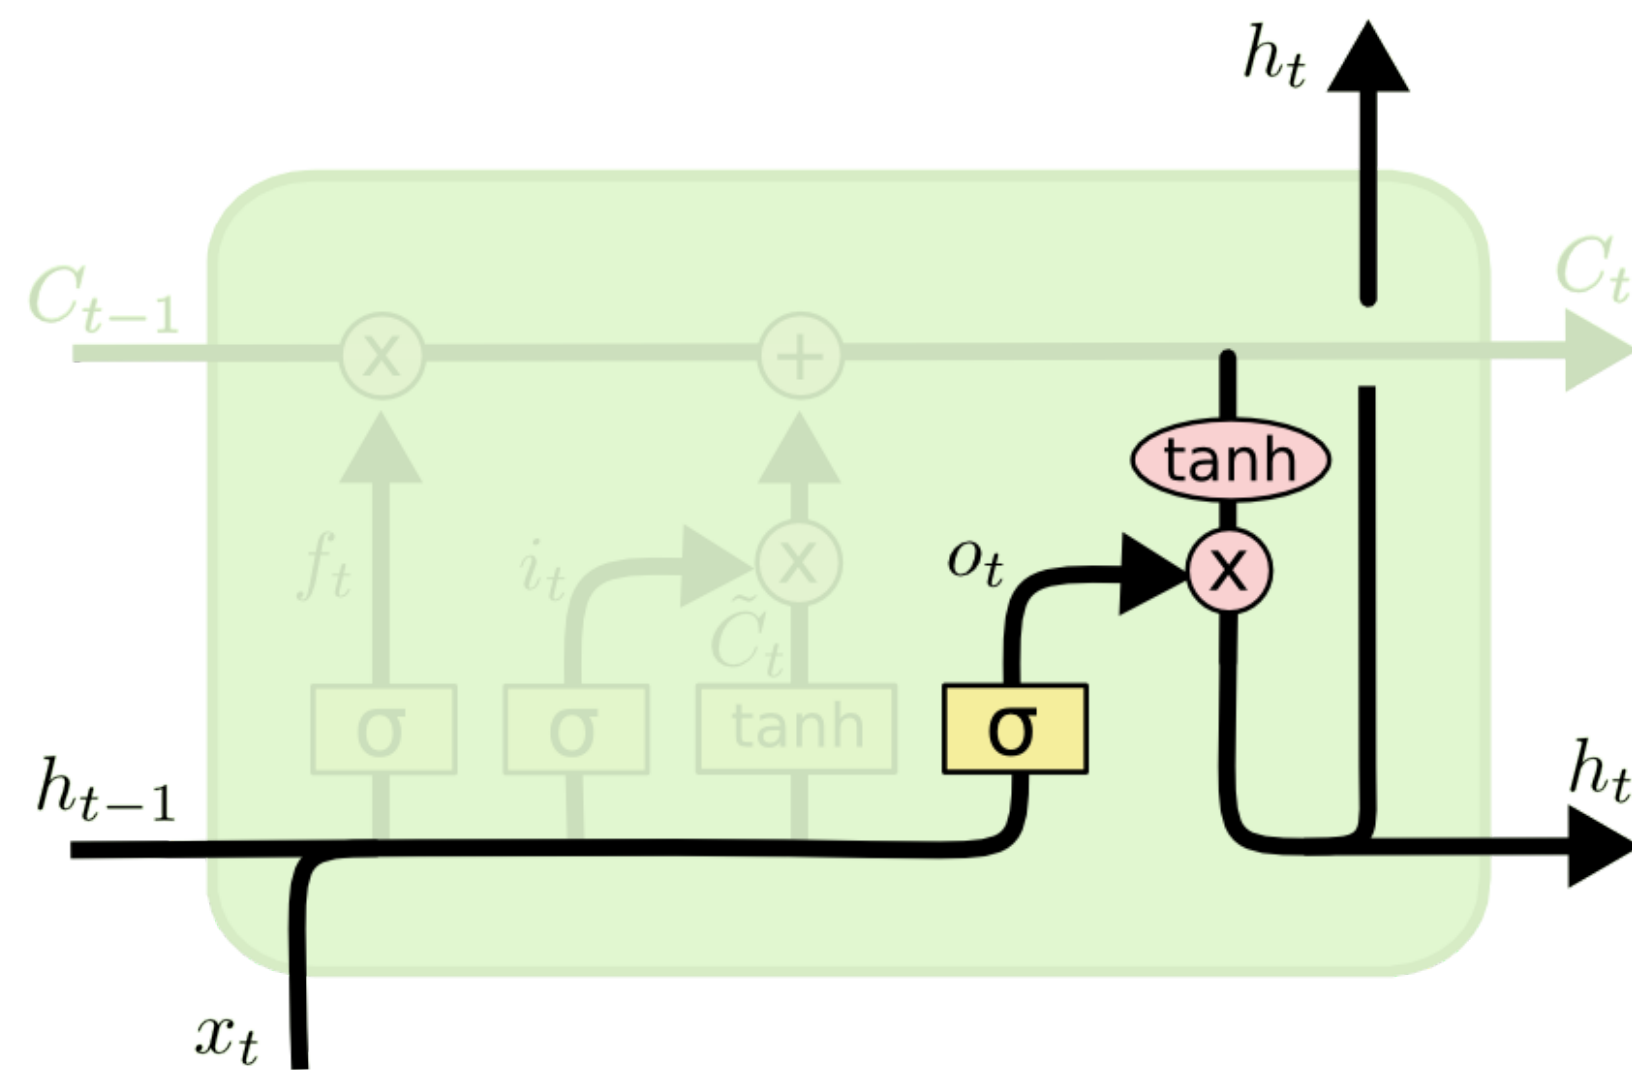 h_t
C_{t-1}
C_t
x
+
tanh
f_t
i_t
x
o_t
x
C̃_t
σ
σ
tanh
σ
h_{t-1}
h_t
x_t